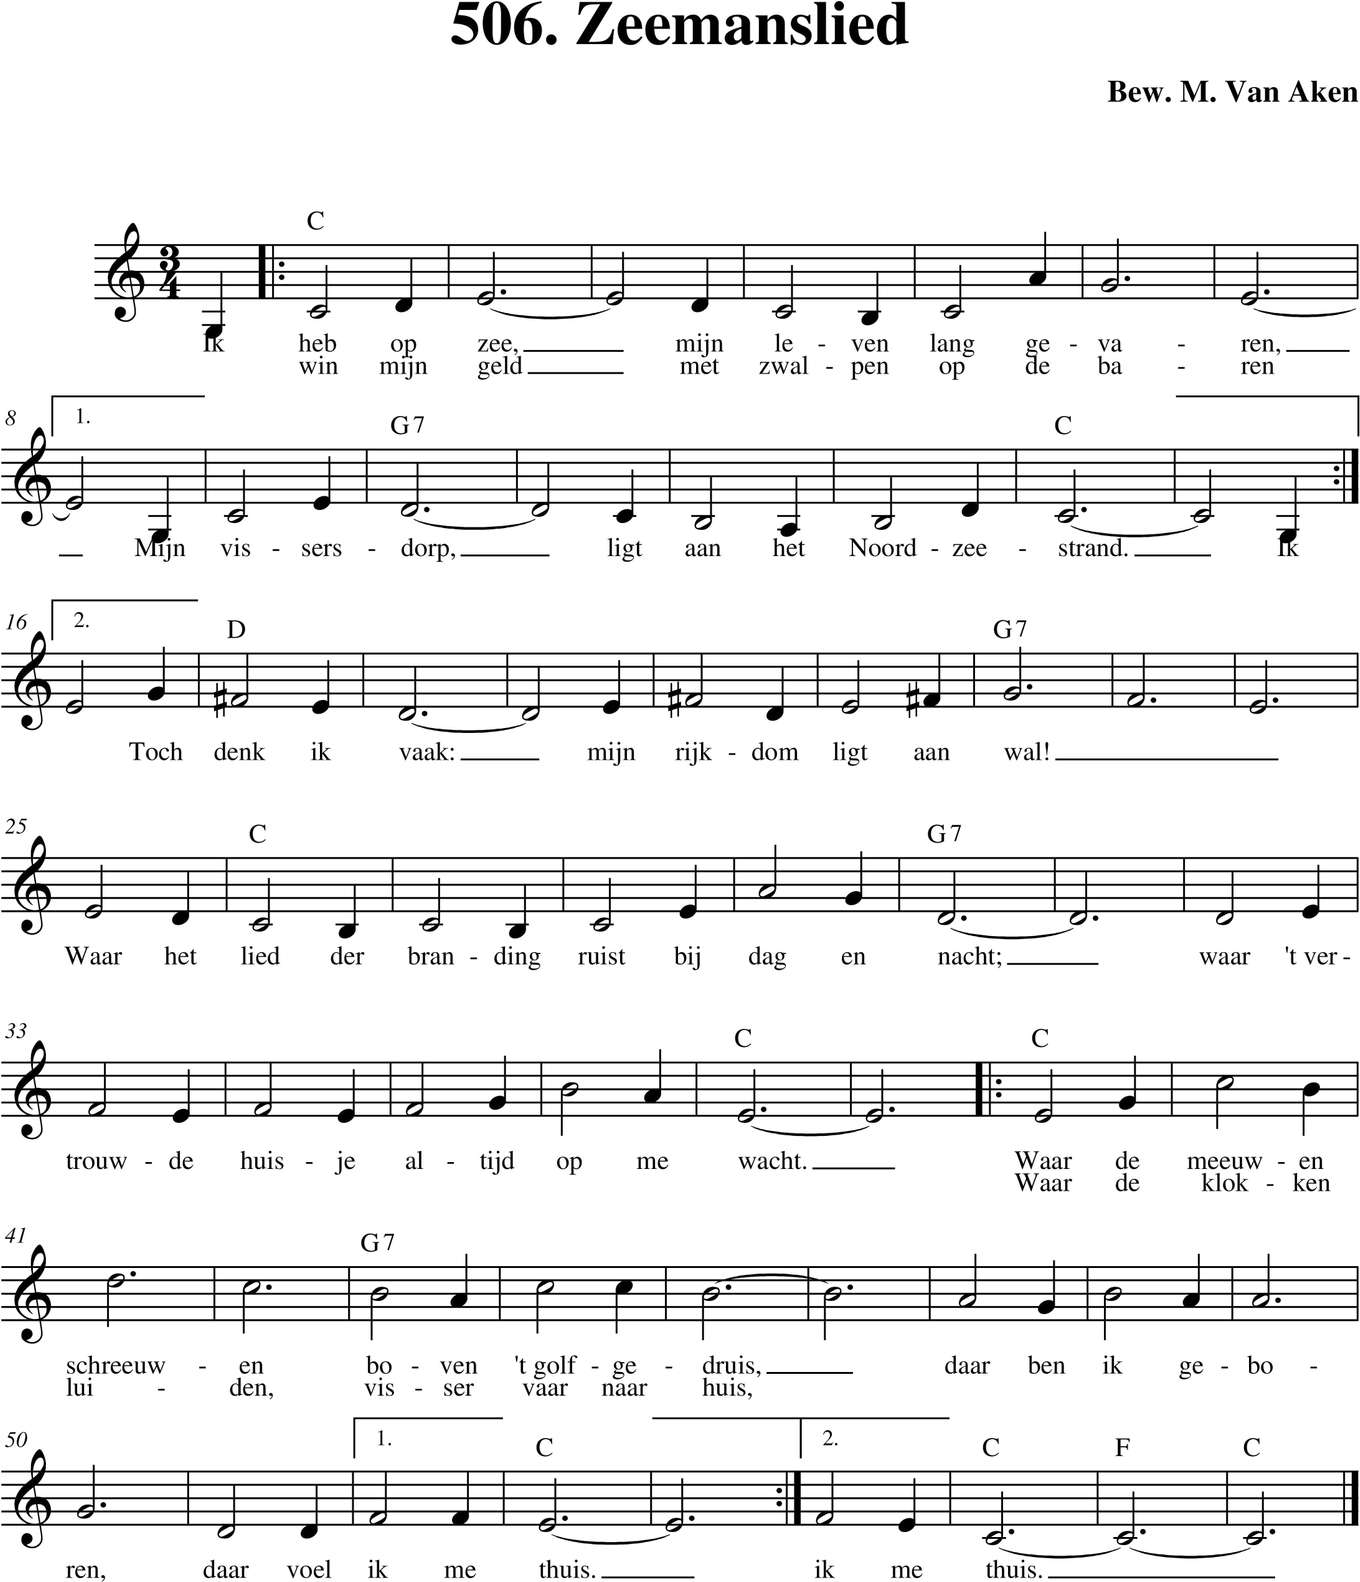 506. Zeemanslied
Bew. M. Van Aken
C
3
4
Ik heb op zee, mijn le - ven lang ge - va - ren,
win mijn geld met zwal - pen op de ba - ren
8
1.
G7 C
Mijn vis - sers - dorp, ligt aan het Noord - zee - strand. Ik
16
2.
D G7
Toch denk ik vaak: mijn rijk - dom ligt aan wal!
25
C G7
Waar het lied der bran - ding ruist bij dag en nacht; waar 't ver -
33
C C
trouw - de huis - je al - tijd op me wacht. Waar de meeuw - en
Waar de klok - ken
41
G7
schreeuw - en bo - ven 't golf - ge - druis, daar ben ik ge - bo -
lui - den, vis - ser vaar naar huis,
50
1. 2.
C C F C
ren, daar voel ik me thuis. ik me thuis.